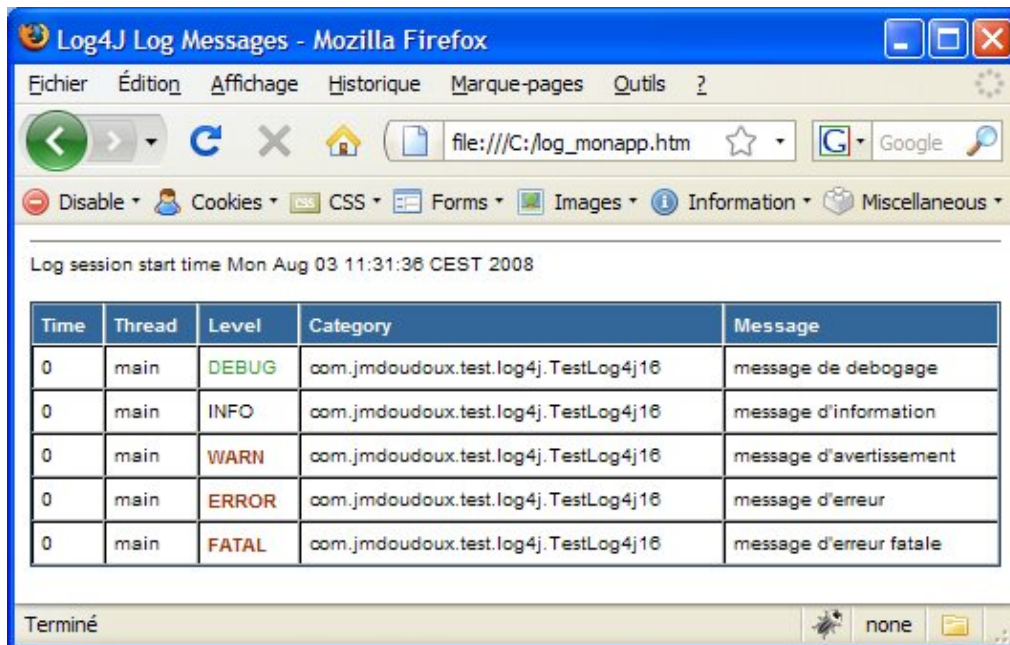 Log4J Log Messages - Mozilla Firefox
Fichier Édition Affichage Historique Marque-pages Outils ?
file:///C:/log_monapp.htm G Google
Disable Cookies CSS CSS Forms Images Information Miscellaneous
Log session start time Mon Aug 03 11:31:36 CEST 2008
Time Thread Level Category Message
0 main DEBUG com.jmdoudoux.test.log4j.TestLog4j16 message de debogage
0 main INFO com.jmdoudoux.test.log4j.TestLog4j16 message d'information
0 main WARN com.jmdoudoux.test.log4j.TestLog4j16 message d'avertissement
0 main ERROR com.jmdoudoux.test.log4j.TestLog4j16 message d'erreur
0 main FATAL com.jmdoudoux.test.log4j.TestLog4j16 message d'erreur fatale
Terminé none